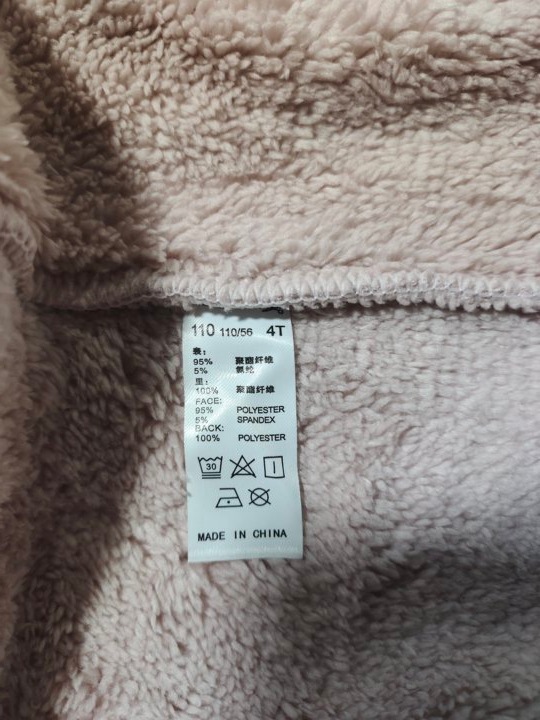 110 110/56 4T
表:
95% 聚酯纤维
5% 氨纶
里:
100% 聚酯纤维
FACE:
95% POLYESTER
5% SPANDEX
BACK:
100% POLYESTER
30
MADE IN CHINA